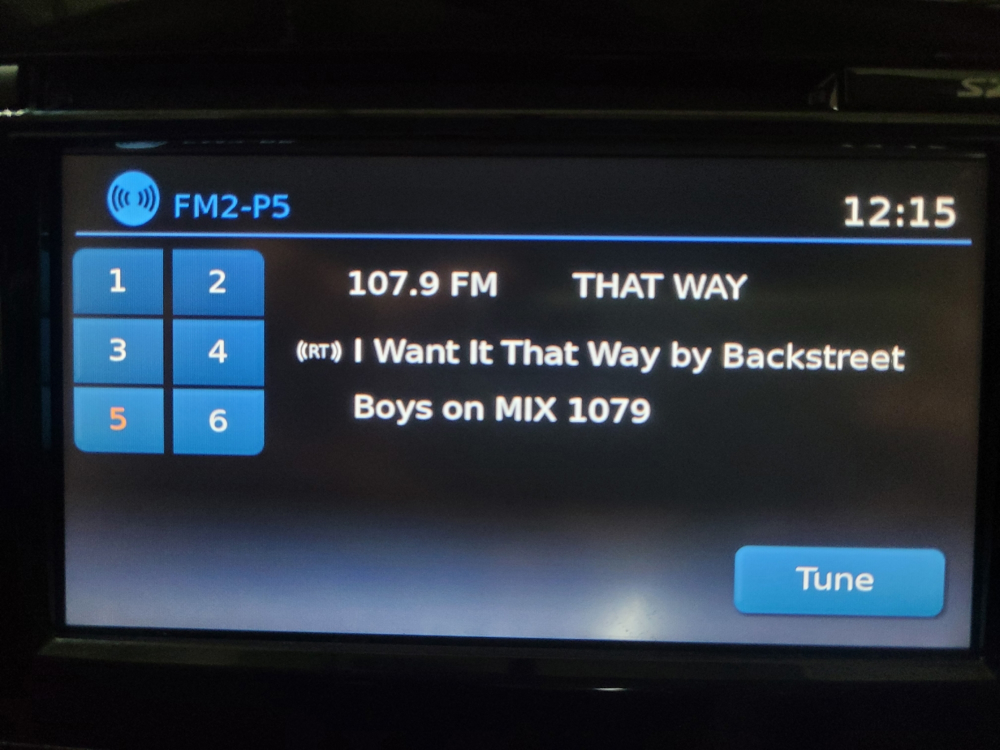 FM2-P5 12:15
1 2
107.9 FM THAT WAY
3 4
((RT)) I Want It That Way by Backstreet
5 6
Boys on MIX 1079
Tune